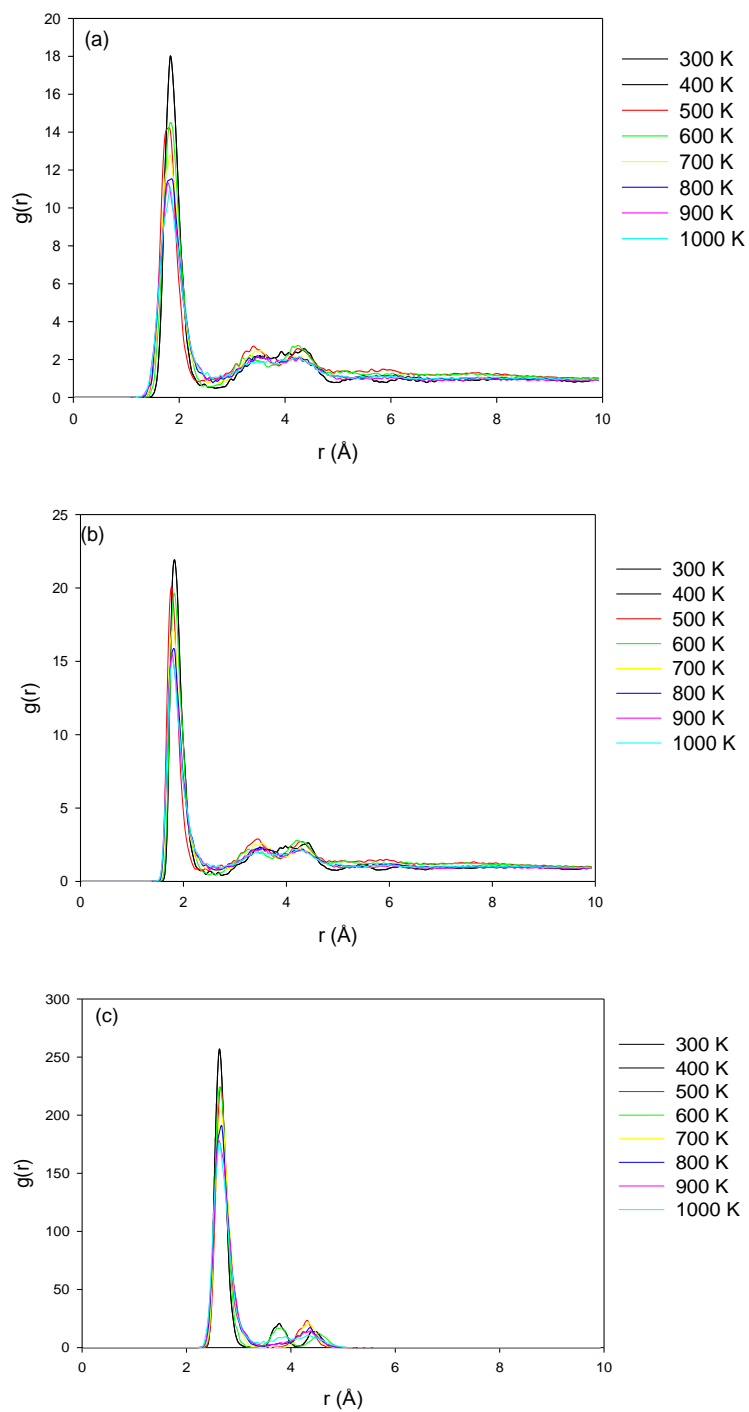 (a)
20
18
16
14
12
10
8
6
4
2
0
g(r)
0 2 4 6 8 10
r (Å)
300 K
400 K
500 K
600 K
700 K
800 K
900 K
1000 K
(b)
25
20
15
10
5
0
g(r)
0 2 4 6 8 10
r (Å)
300 K
400 K
500 K
600 K
700 K
800 K
900 K
1000 K
(c)
300
250
200
150
100
50
0
g(r)
0 2 4 6 8 10
r (Å)
300 K
400 K
500 K
600 K
700 K
800 K
900 K
1000 K